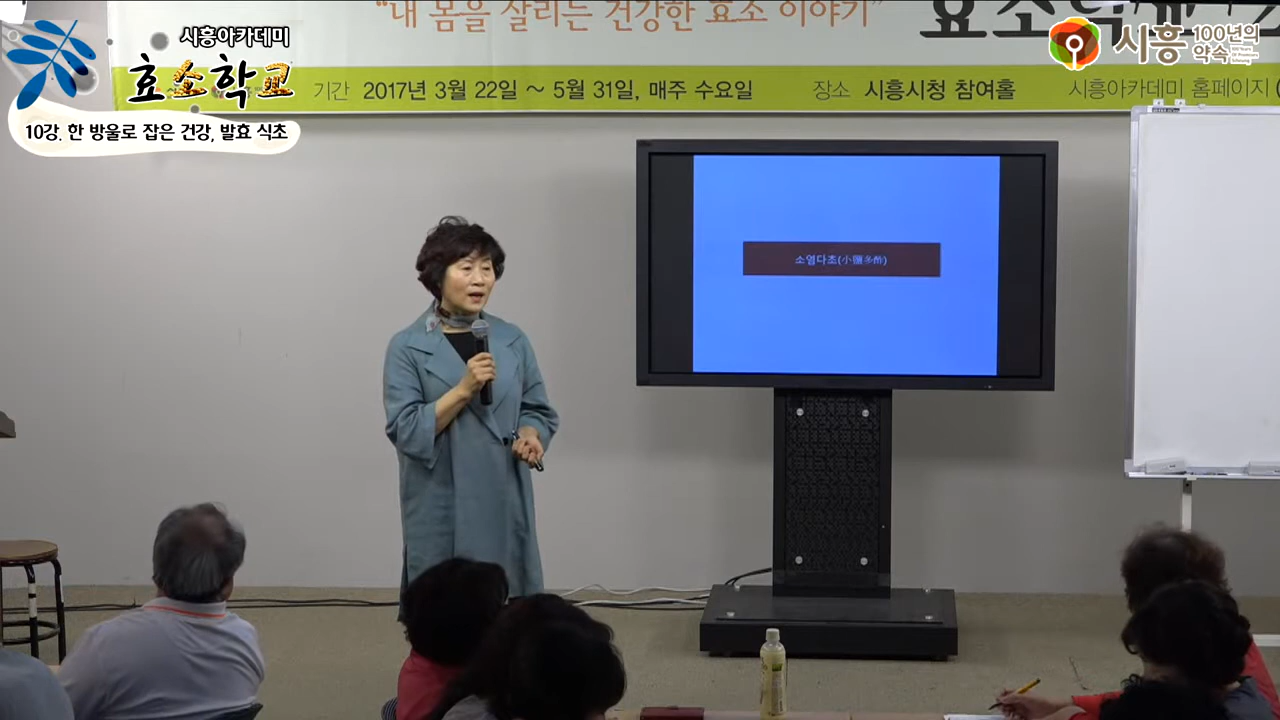 "내 몸을 살리는 건강한 효소 이야기"
효소학교
기간 2017년 3월 22일 ~ 5월 31일, 매주 수요일 장소 시흥시청 참여홀 시흥아카데미 홈페이지 (
시흥아카데미
효소학교
10강. 한 방울로 잡은 건강, 발효 식초
시흥 100년의 약속
소염다초(小鹽多酢)